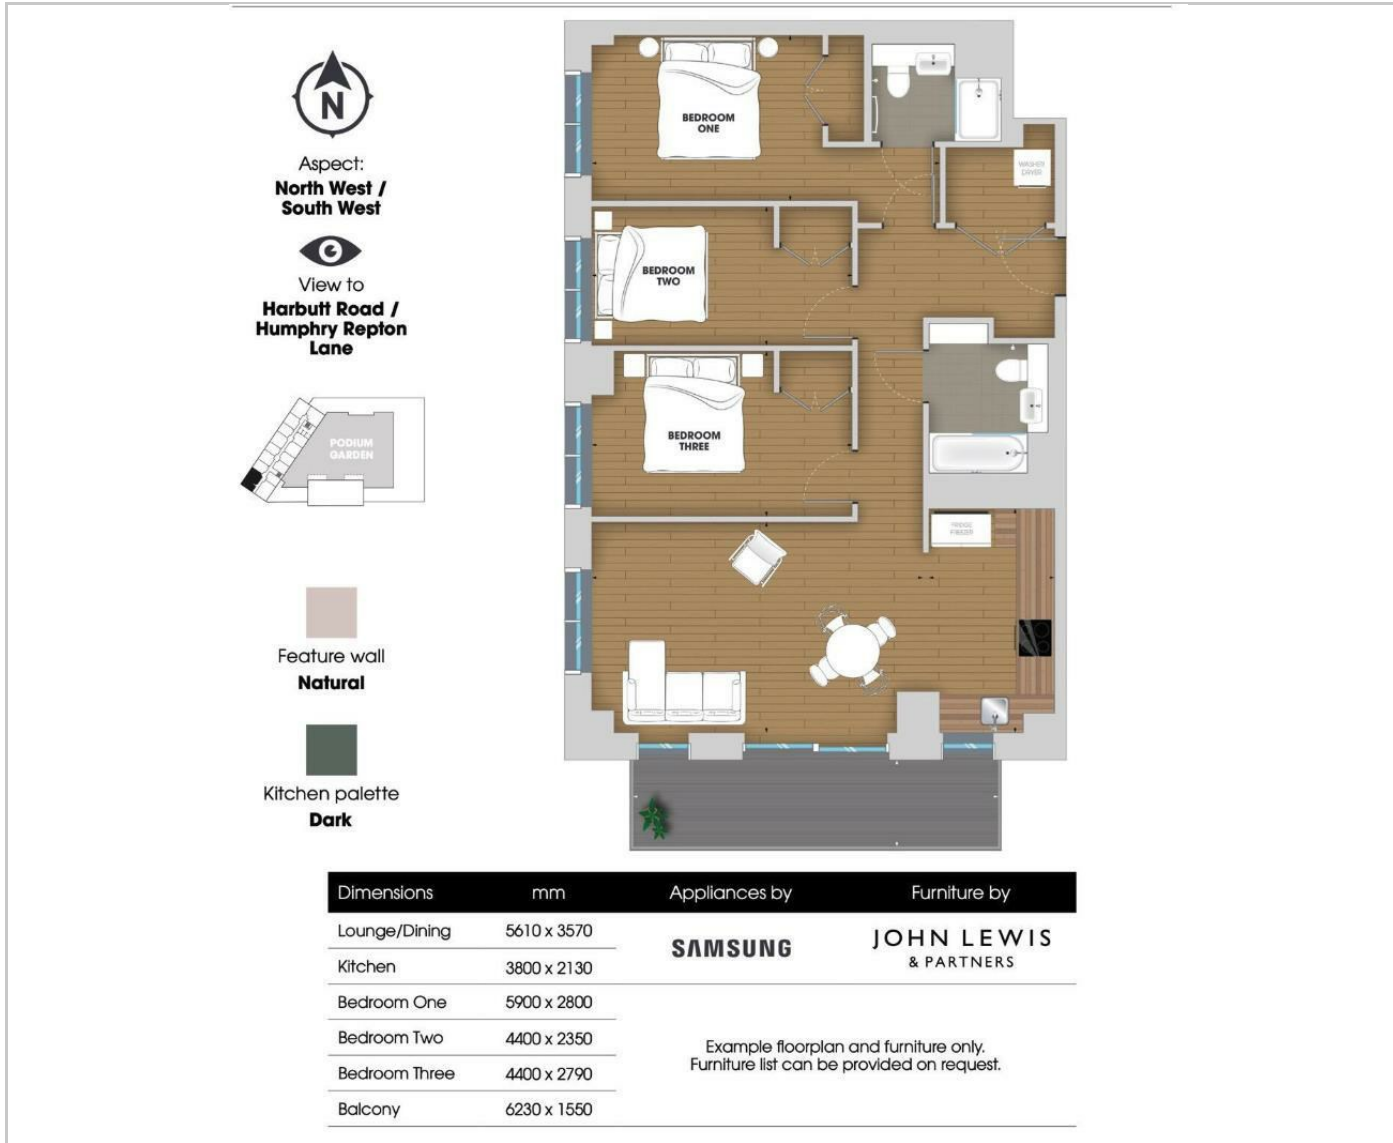 N
Aspect:
North West /
South West
View to
Harbutt Road /
Humphry Repton
Lane
PODIUM
GARDEN
Feature wall
Natural
Kitchen palette
Dark
BEDROOM
ONE
WASHER
DRYER
BEDROOM
TWO
BEDROOM
THREE
FRIDGE
FREEZER
Dimensions mm Appliances by Furniture by
Lounge/Dining 5610 x 3570
SAMSUNG JOHN LEWIS
& PARTNERS
Kitchen 3800 x 2130
Bedroom One 5900 x 2800
Bedroom Two 4400 x 2350
Bedroom Three 4400 x 2790
Balcony 6230 x 1550
Example floorplan and furniture only.
Furniture list can be provided on request.